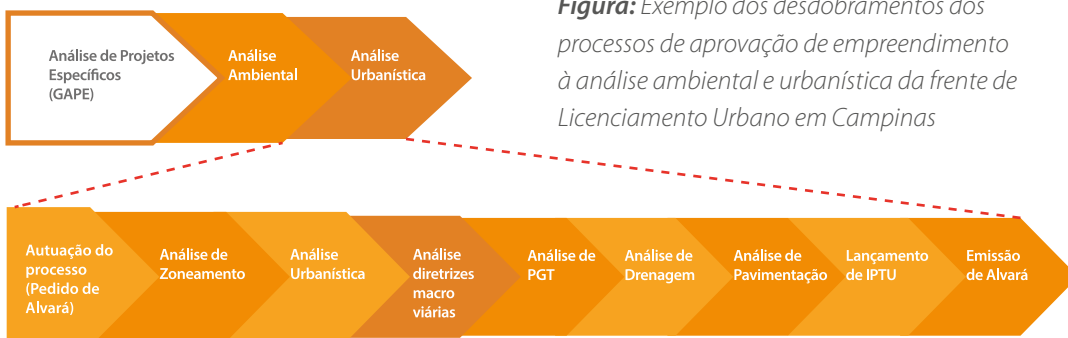 Figura: Exemplo dos desdobramentos dos
processos de aprovação de empreendimento
à análise ambiental e urbanística da frente de
Licenciamento Urbano em Campinas
Análise de Projetos
Específicos
(GAPE)
Análise
Ambiental
Análise
Urbanística
Autuação do
processo
(Pedido de
Alvará)
Análise de
Zoneamento
Análise
Urbanística
Análise
diretrizes
macro
viárias
Análise de
PGT
Análise de
Drenagem
Análise de
Pavimentação
Lançamento
de IPTU
Emissão
de Alvará